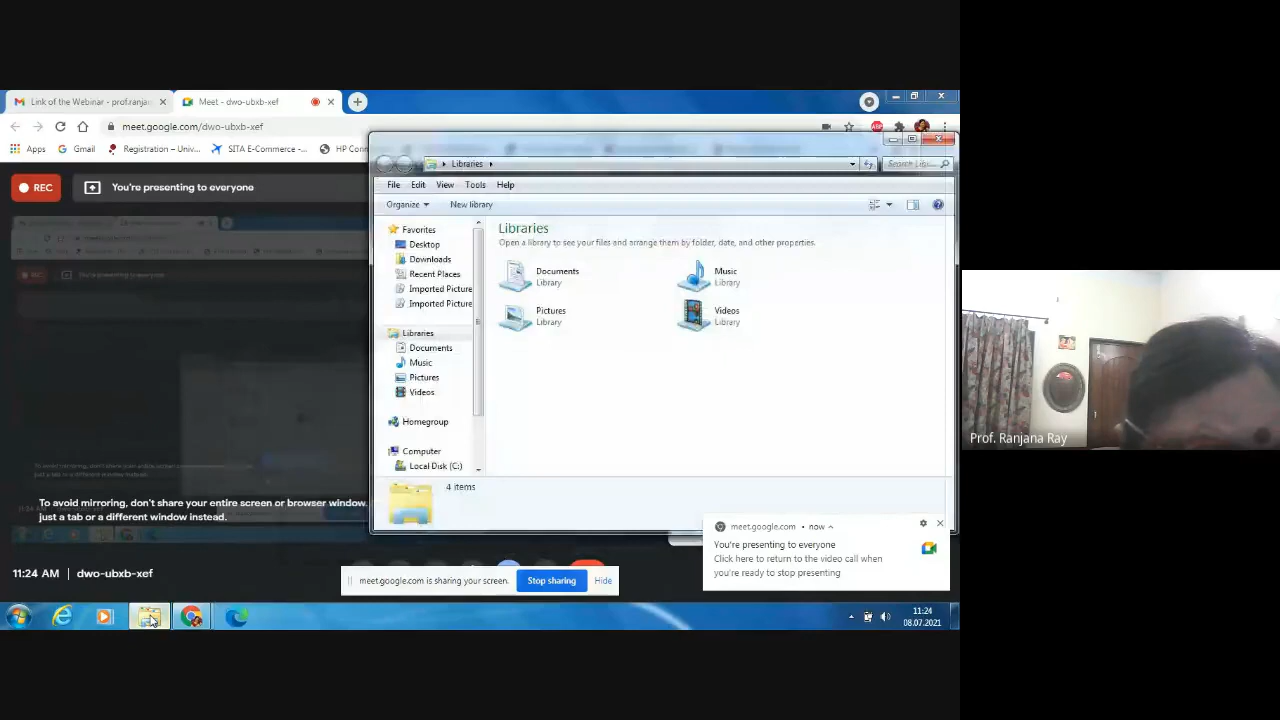 Link of the Webinar - prof.ranjan
Meet - dwo-ubxb-xef
meet.google.com/dwo-ubxb-xef
Apps
Gmail
Registration – Univ...
SITA E-Commerce -...
HP Con
REC
You're presenting to everyone
Libraries
Search Libr...
File Edit View Tools Help
Organize
New library
Favorites
Desktop
Downloads
Recent Places
Imported Picture
Imported Picture
Libraries
Documents
Music
Pictures
Videos
Homegroup
Computer
Local Disk (C:)
Libraries
Open a library to see your files and arrange them by folder, date, and other properties.
Documents
Library
Music
Library
Pictures
Library
Videos
Library
4 items
To avoid mirroring, don't share your entire screen or browser window.
just a tab or a different window instead.
meet.google.com • now
You're presenting to everyone
Click here to return to the video call when
you're ready to stop presenting
11:24 AM | dwo-ubxb-xef
meet.google.com is sharing your screen.
Stop sharing
Hide
11:24
08.07.2021
Prof. Ranjana Ray